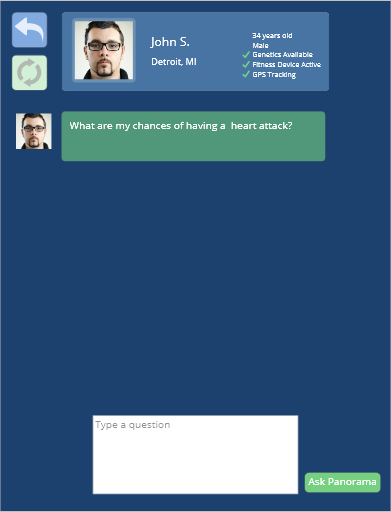 John S.
Detroit, MI
34 years old
Male
Genetics Available
Fitness Device Active
GPS Tracking
What are my chances of having a heart attack?
Type a question
Ask Panorama